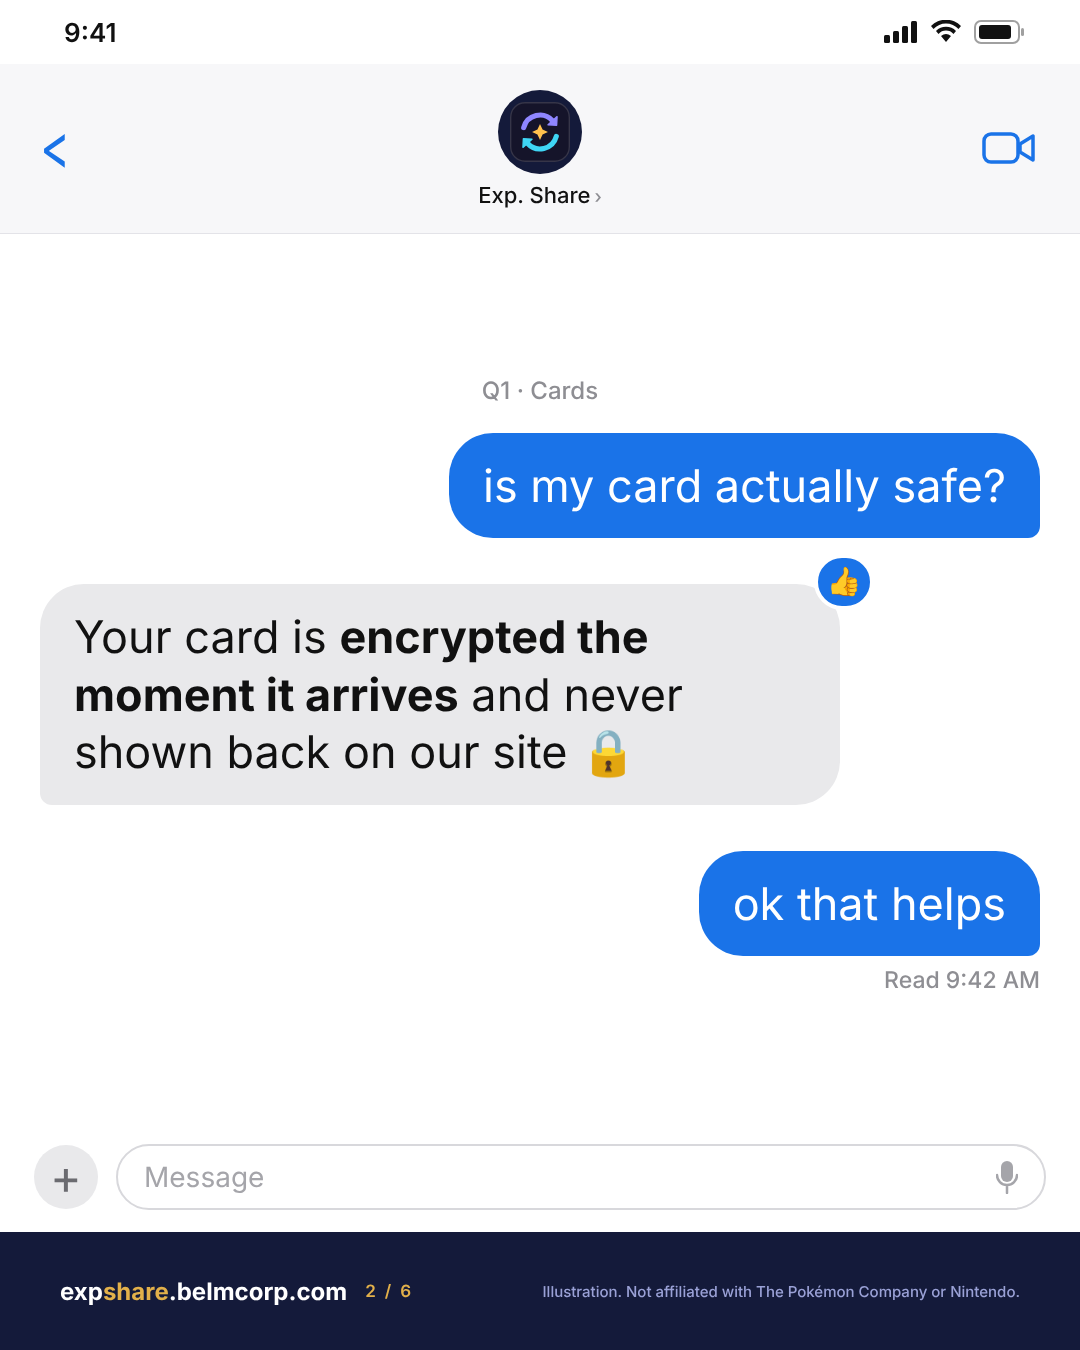 9:41
Exp. Share ›
Q1 · Cards
is my card actually safe?
👍
Your card is encrypted the
moment it arrives and never
shown back on our site 🔒
ok that helps
Read 9:42 AM
+
Message
expshare.belmcorp.com 2 / 6
Illustration. Not affiliated with The Pokémon Company or Nintendo.